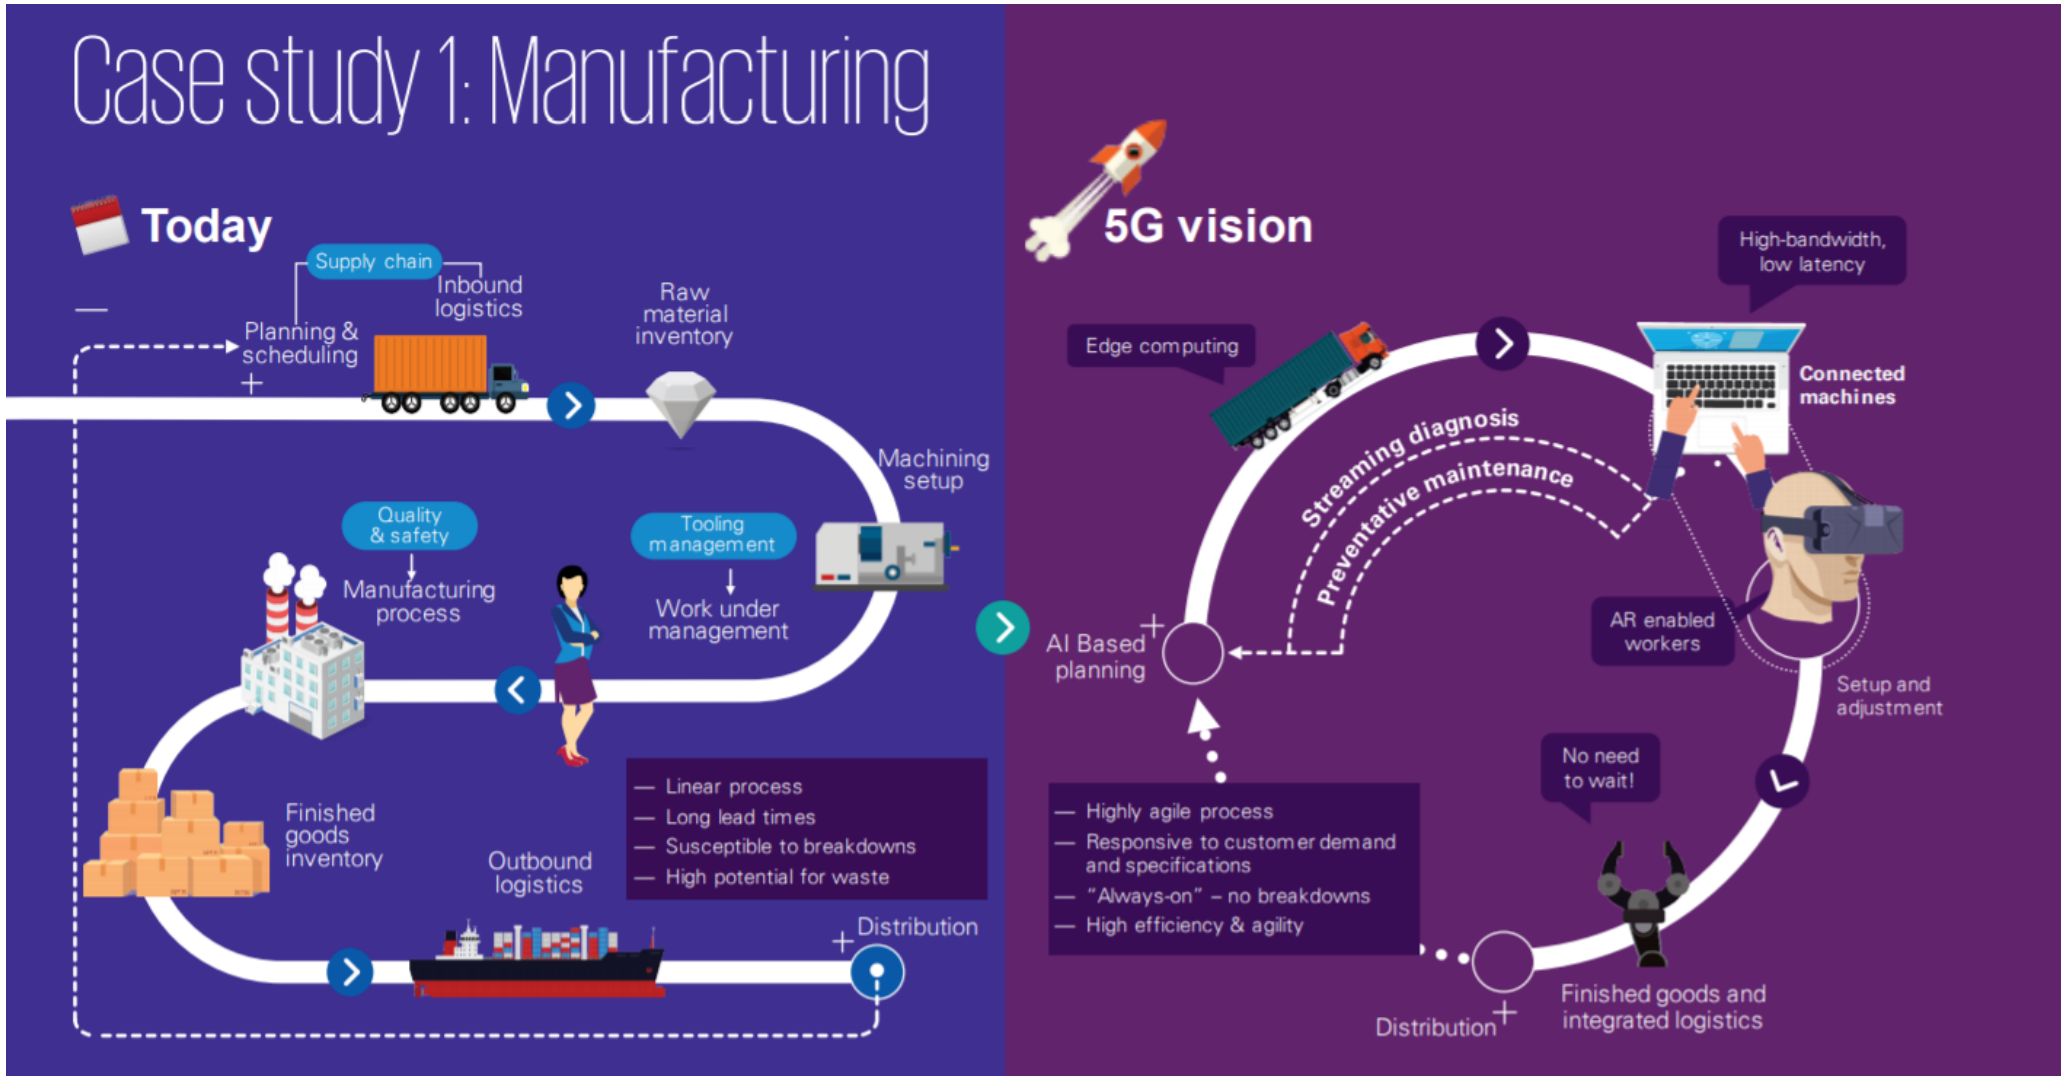 Case study 1: Manufacturing
Today
Supply chain
Inbound
logistics
Planning &
scheduling
Raw
material
inventory
Machining
setup
Tooling
management
Work under
management
Quality
& safety
Manufacturing
process
Finished
goods
inventory
Outbound
logistics
Distribution
— Linear process
— Long lead times
— Susceptible to breakdowns
— High potential for waste
5G vision
Edge computing
High-bandwidth,
low latency
Connected
machines
Streaming diagnosis
Preventative maintenance
AI Based
planning
AR enabled
workers
Setup and
adjustment
No need
to wait!
— Highly agile process
— Responsive to customer demand
and specifications
— “Always-on” – no breakdowns
— High efficiency & agility
Finished goods and
integrated logistics
Distribution